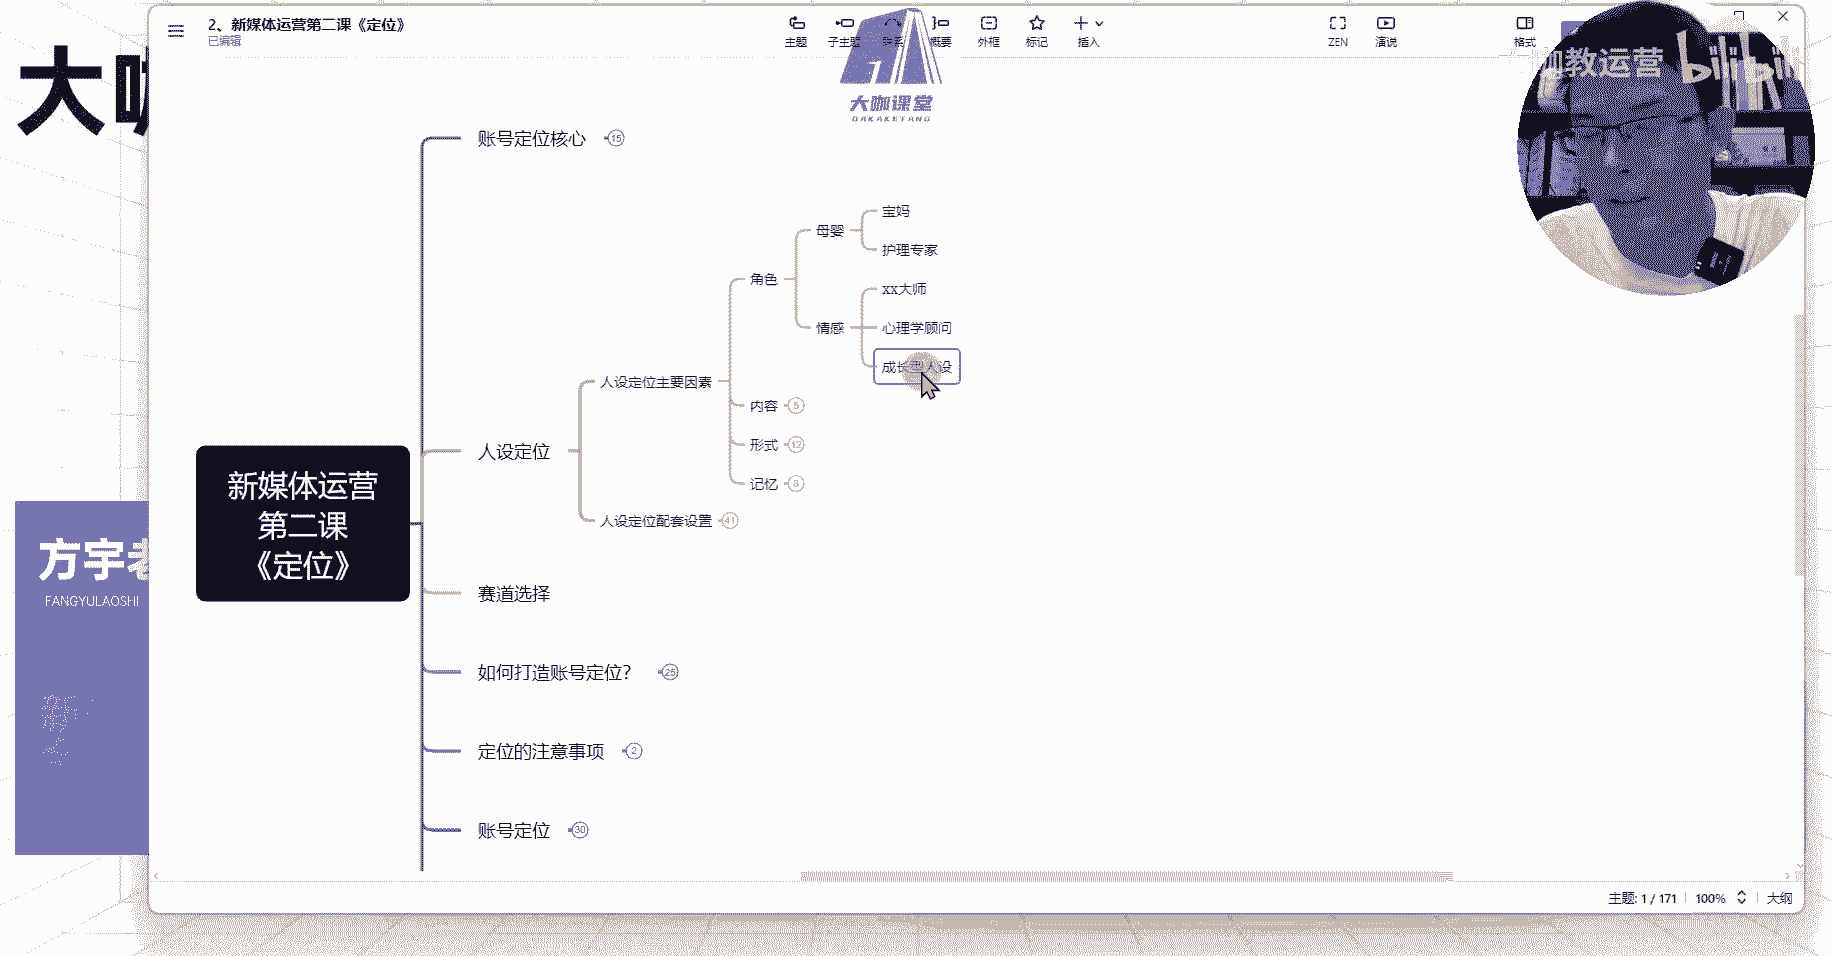 2、新媒体运营第二课《定位》
已编辑
主题
子主题
概要
外框
标记
插入
ZEN
演说
格式
大咖课堂
DAKAKETANG
咖教运营
bilibili
大咖
账号定位核心 15
宝妈
母婴
护理专家
角色
xx大师
情感
心理学顾问
成长型人设
人设定位主要因素
内容 5
形式 12
记忆 8
人设定位
人设定位配套设置 41
新媒体运营
第二课
《定位》
赛道选择
如何打造账号定位? 25
定位的注意事项 2
账号定位 30
方宇老
FANGYULAOSHI
主题: 1 / 171
100%
大纲